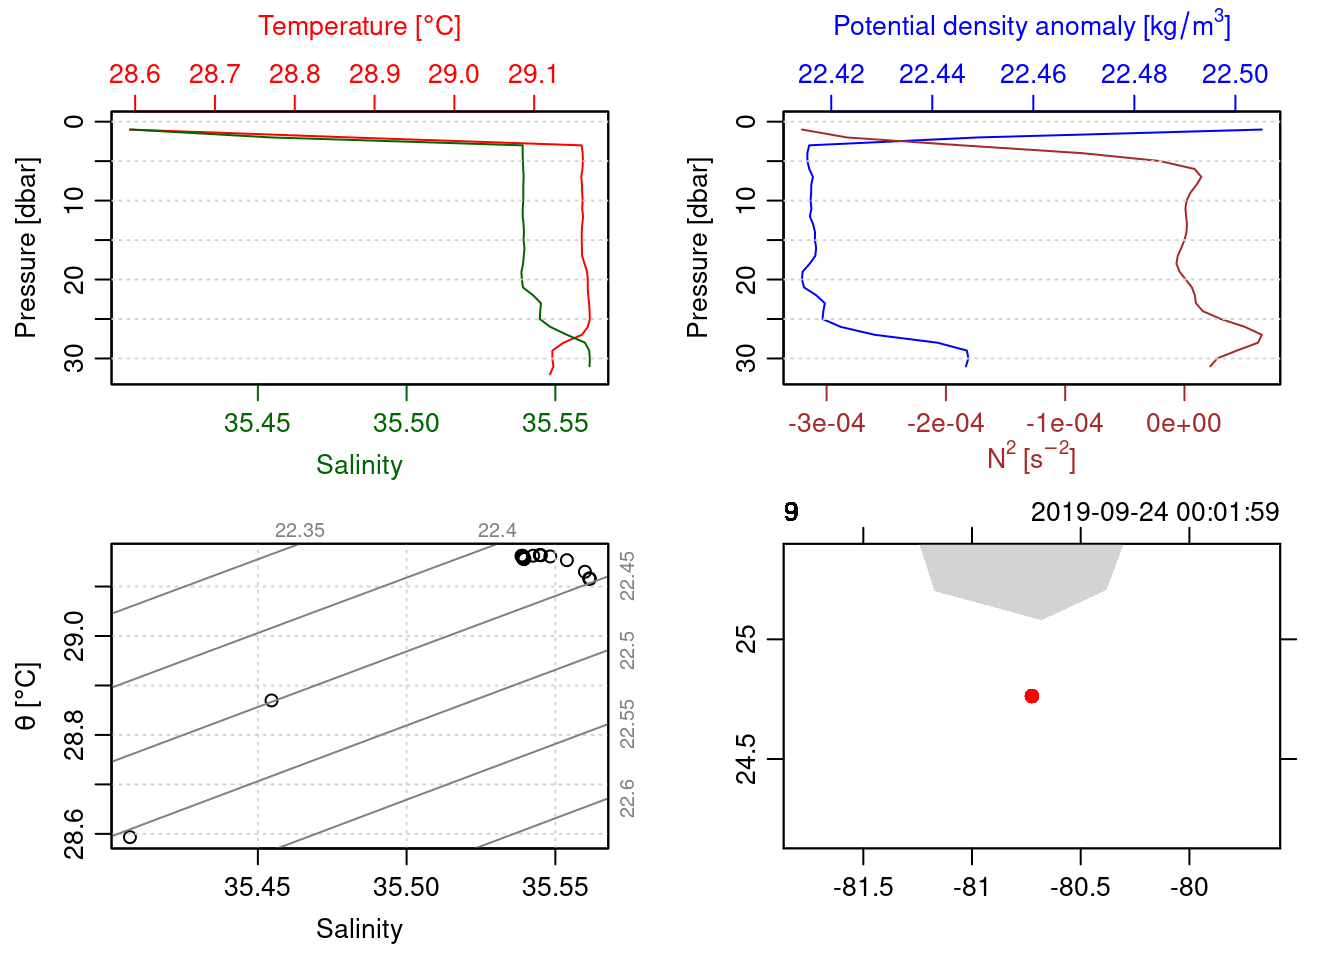 Temperature [°C]
28.6 28.7 28.8 28.9 29.0 29.1
Pressure [dbar]
0
10
20
30
35.45 35.50 35.55
Salinity
Potential density anomaly [kg/m³]
22.42 22.44 22.46 22.48 22.50
Pressure [dbar]
0
10
20
30
-3e-04 -2e-04 -1e-04 0e+00
N² [s⁻²]
22.35 22.4
22.45
22.5
22.55
22.6
θ [°C]
29.0
28.8
28.6
35.45 35.50 35.55
Salinity
2019-09-24 00:01:59
25
24.5
-81.5 -81 -80.5 -80